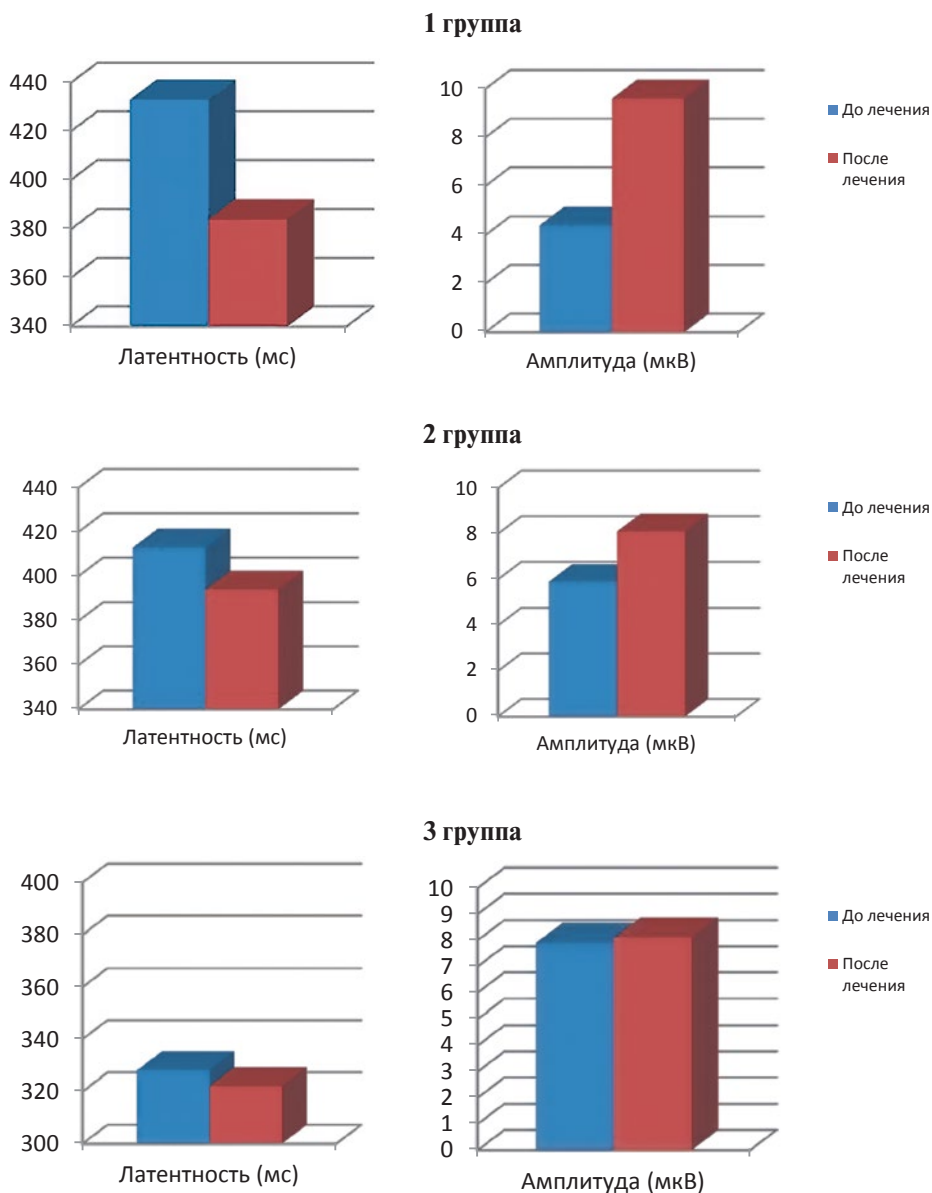 1 группа
440
420
400
380
360
340
Латентность (мс)
10
8
6
4
2
0
Амплитуда (мкВ)
До лечения
После
лечения
2 группа
440
420
400
380
360
340
Латентность (мс)
10
8
6
4
2
0
Амплитуда (мкВ)
До лечения
После
лечения
3 группа
400
380
360
340
320
300
Латентность (мс)
10
9
8
7
6
5
4
3
2
1
0
Амплитуда (мкВ)
До лечения
После
лечения